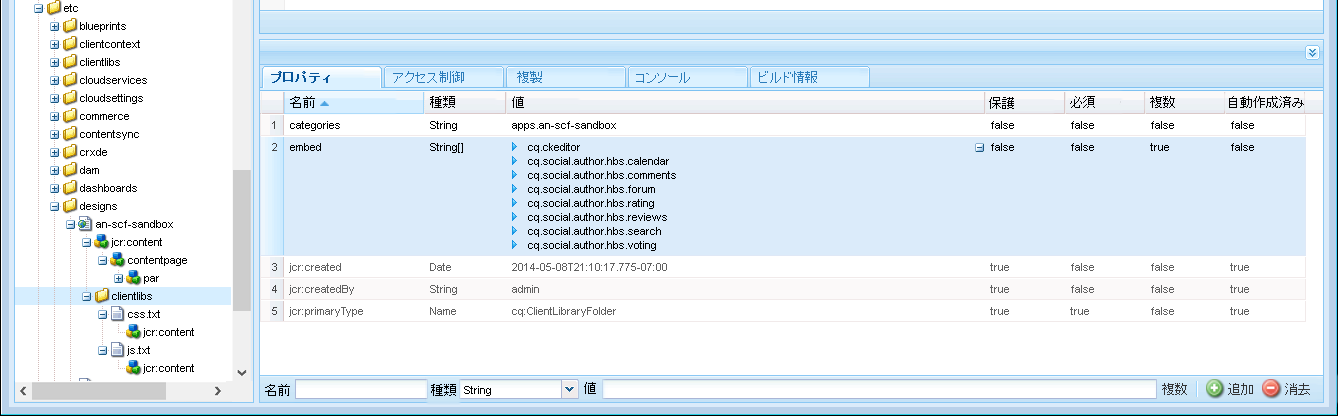 etc
blueprints
clientcontext
clientlibs
cloudservices
cloudsettings
commerce
contentsync
crxde
dam
dashboards
designs
an-scf-sandbox
jcr:content
contentpage
par
clientlibs
css.txt
jcr:content
js.txt
jcr:content
プロパティ アクセス制御 複製 コンソール ビルド情報
名前 種類 値 保護 必須 複数 自動作成済み
1 categories String apps.an-scf-sandbox false false false false
2 embed String[] cq.ckeditor false false true false
cq.social.author.hbs.calendar
cq.social.author.hbs.comments
cq.social.author.hbs.forum
cq.social.author.hbs.rating
cq.social.author.hbs.reviews
cq.social.author.hbs.search
cq.social.author.hbs.voting
3 jcr:created Date 2014-05-08T21:10:17.775-07:00 true false false true
4 jcr:createdBy String admin true false false true
5 jcr:primaryType Name cq:ClientLibraryFolder true true false true
名前 種類 String 値 複数 追加 消去